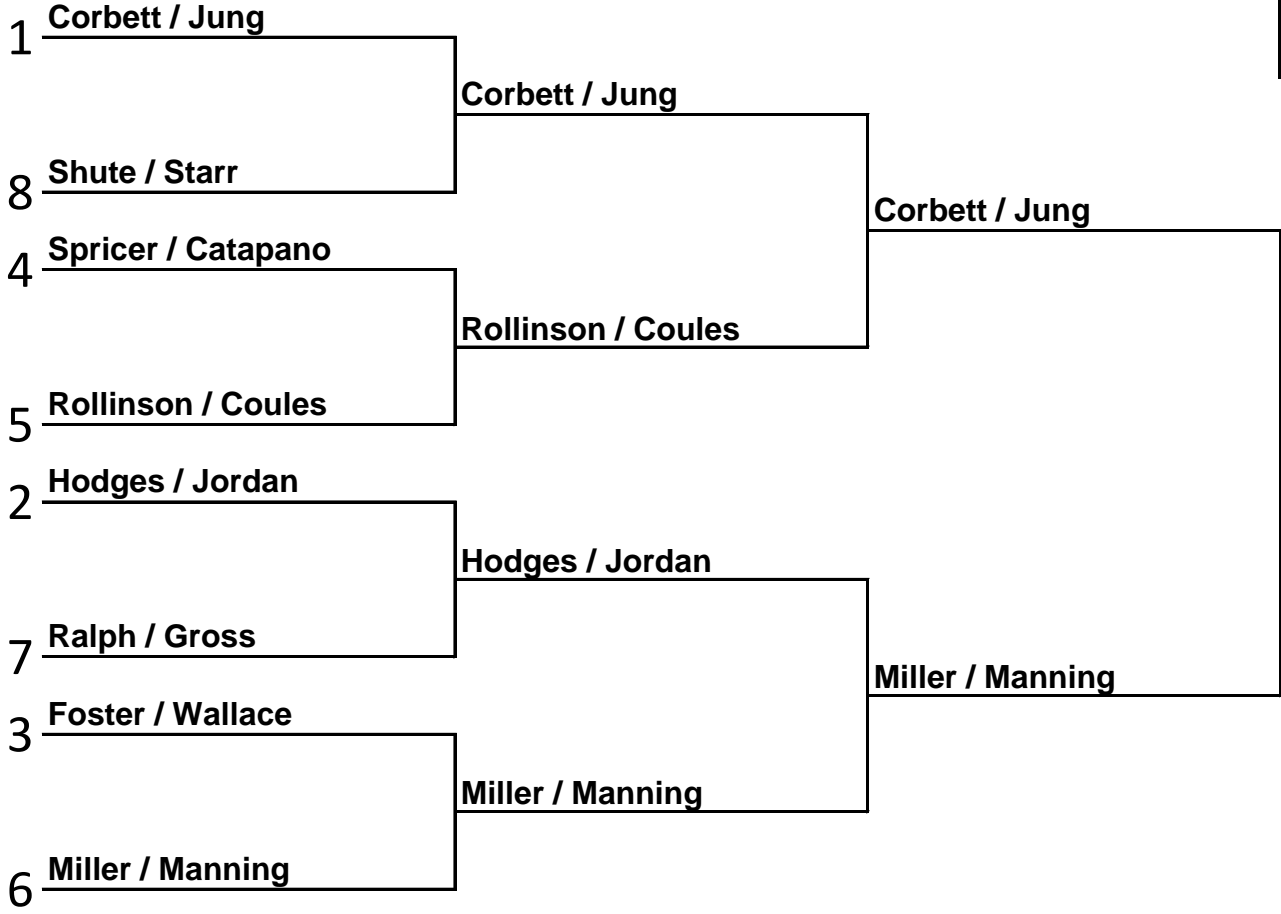 1 Corbett / Jung
Corbett / Jung
8 Shute / Starr
Corbett / Jung
4 Spricer / Catapano
Rollinson / Coules
5 Rollinson / Coules
2 Hodges / Jordan
Hodges / Jordan
7 Ralph / Gross
Miller / Manning
3 Foster / Wallace
Miller / Manning
6 Miller / Manning